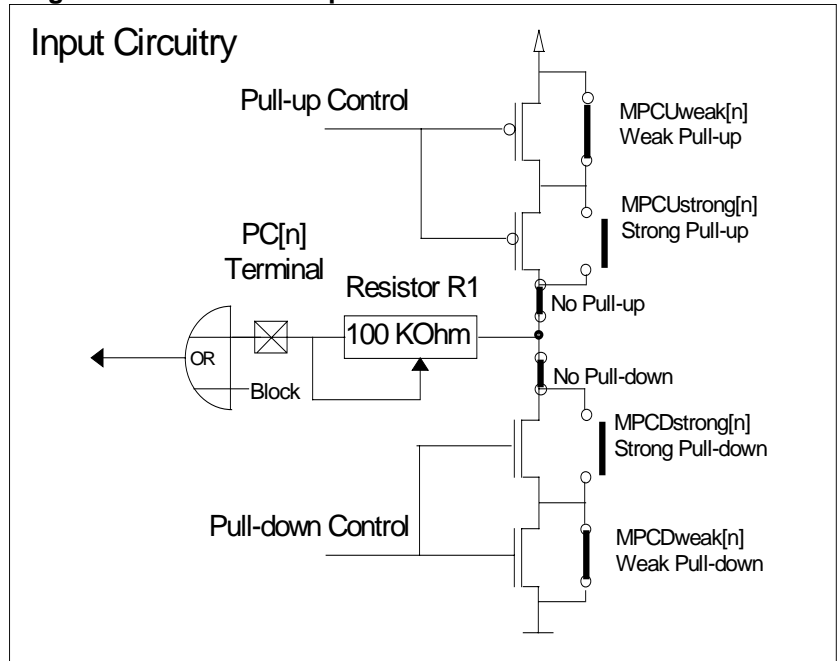 Input Circuitry
Pull-up Control
MPCUweak[n]
Weak Pull-up
MPCUstrong[n]
Strong Pull-up
PC[n]
Terminal
Resistor R1
No Pull-up
100 KOhm
OR
Block
No Pull-down
MPCDstrong[n]
Strong Pull-down
Pull-down Control
MPCDweak[n]
Weak Pull-down